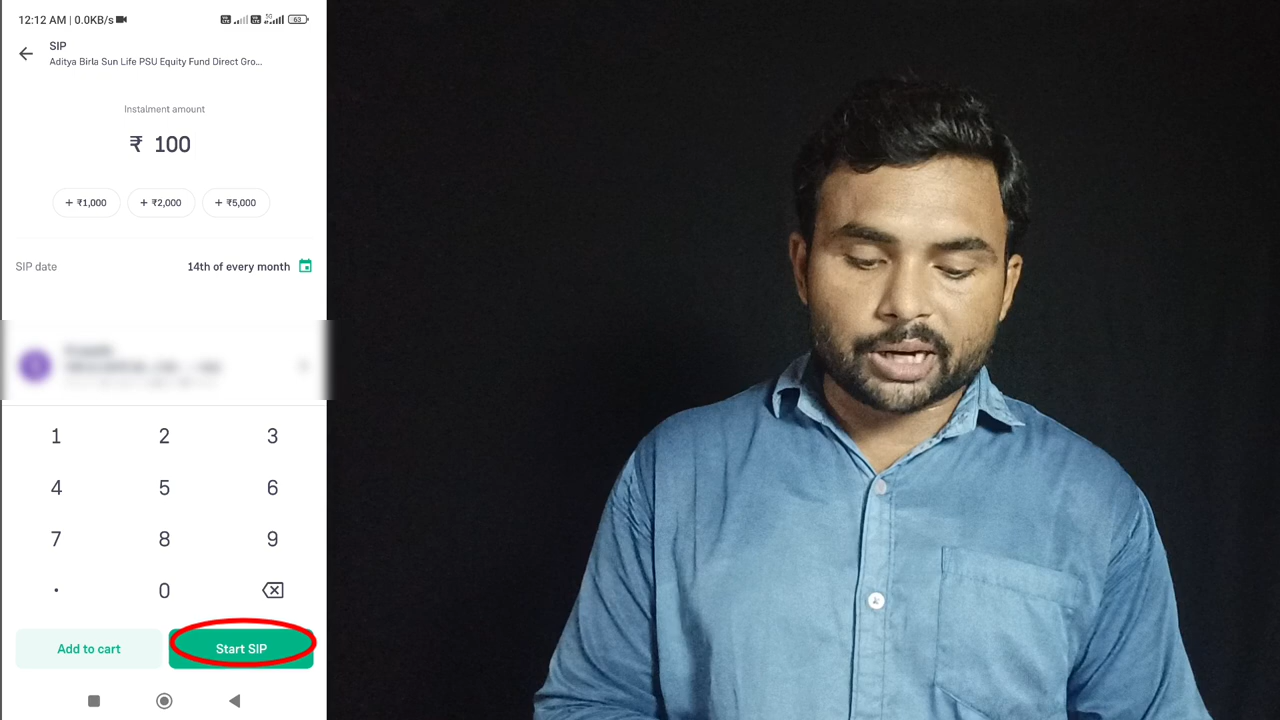 12:12 AM | 0.0KB/s 5G 63
SIP
Aditya Birla Sun Life PSU Equity Fund Direct Gro...
Instalment amount
₹ 100
+ ₹1,000 + ₹2,000 + ₹5,000
SIP date 14th of every month
1 2 3
4 5 6
7 8 9
. 0
Add to cart Start SIP